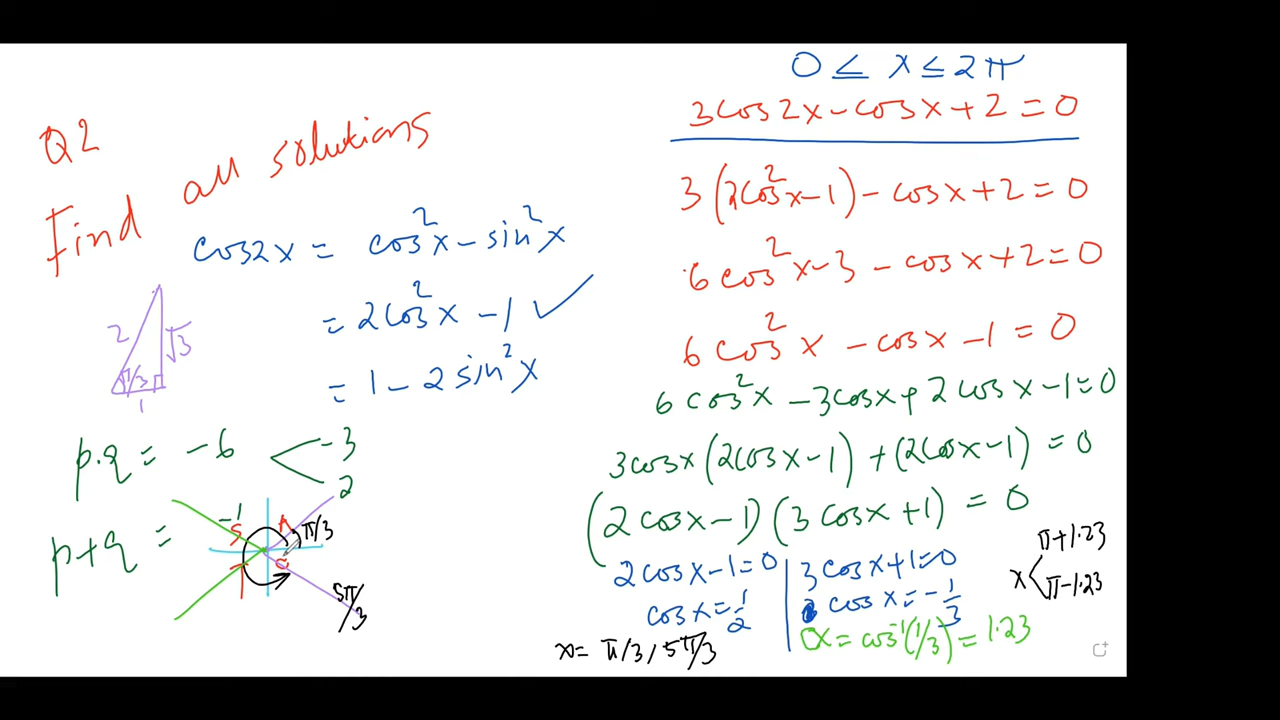 Q2
Find all solutions
cos2x = cos²x - sin²x
= 2cos²x - 1 ✓
= 1 - 2 sin²x
2
√3
π/3
1
p.q = -6
-3
2
p+q = -1
S
A
T
C
π/3
5π/3
0 ≤ x ≤ 2π
3cos2x - cosx + 2 = 0
3(2cos²x - 1) - cosx + 2 = 0
6cos²x - 3 - cosx + 2 = 0
6cos²x - cosx - 1 = 0
6cos²x - 3cosx + 2cosx - 1 = 0
3cosx(2cosx - 1) + (2cosx - 1) = 0
(2cosx - 1)(3cosx + 1) = 0
2cosx - 1 = 0
cosx = 1/2
x = π/3, 5π/3
3cosx + 1 = 0
cosx = -1/3
α = cos⁻¹(1/3) = 1.23
π + 1.23
x
π - 1.23